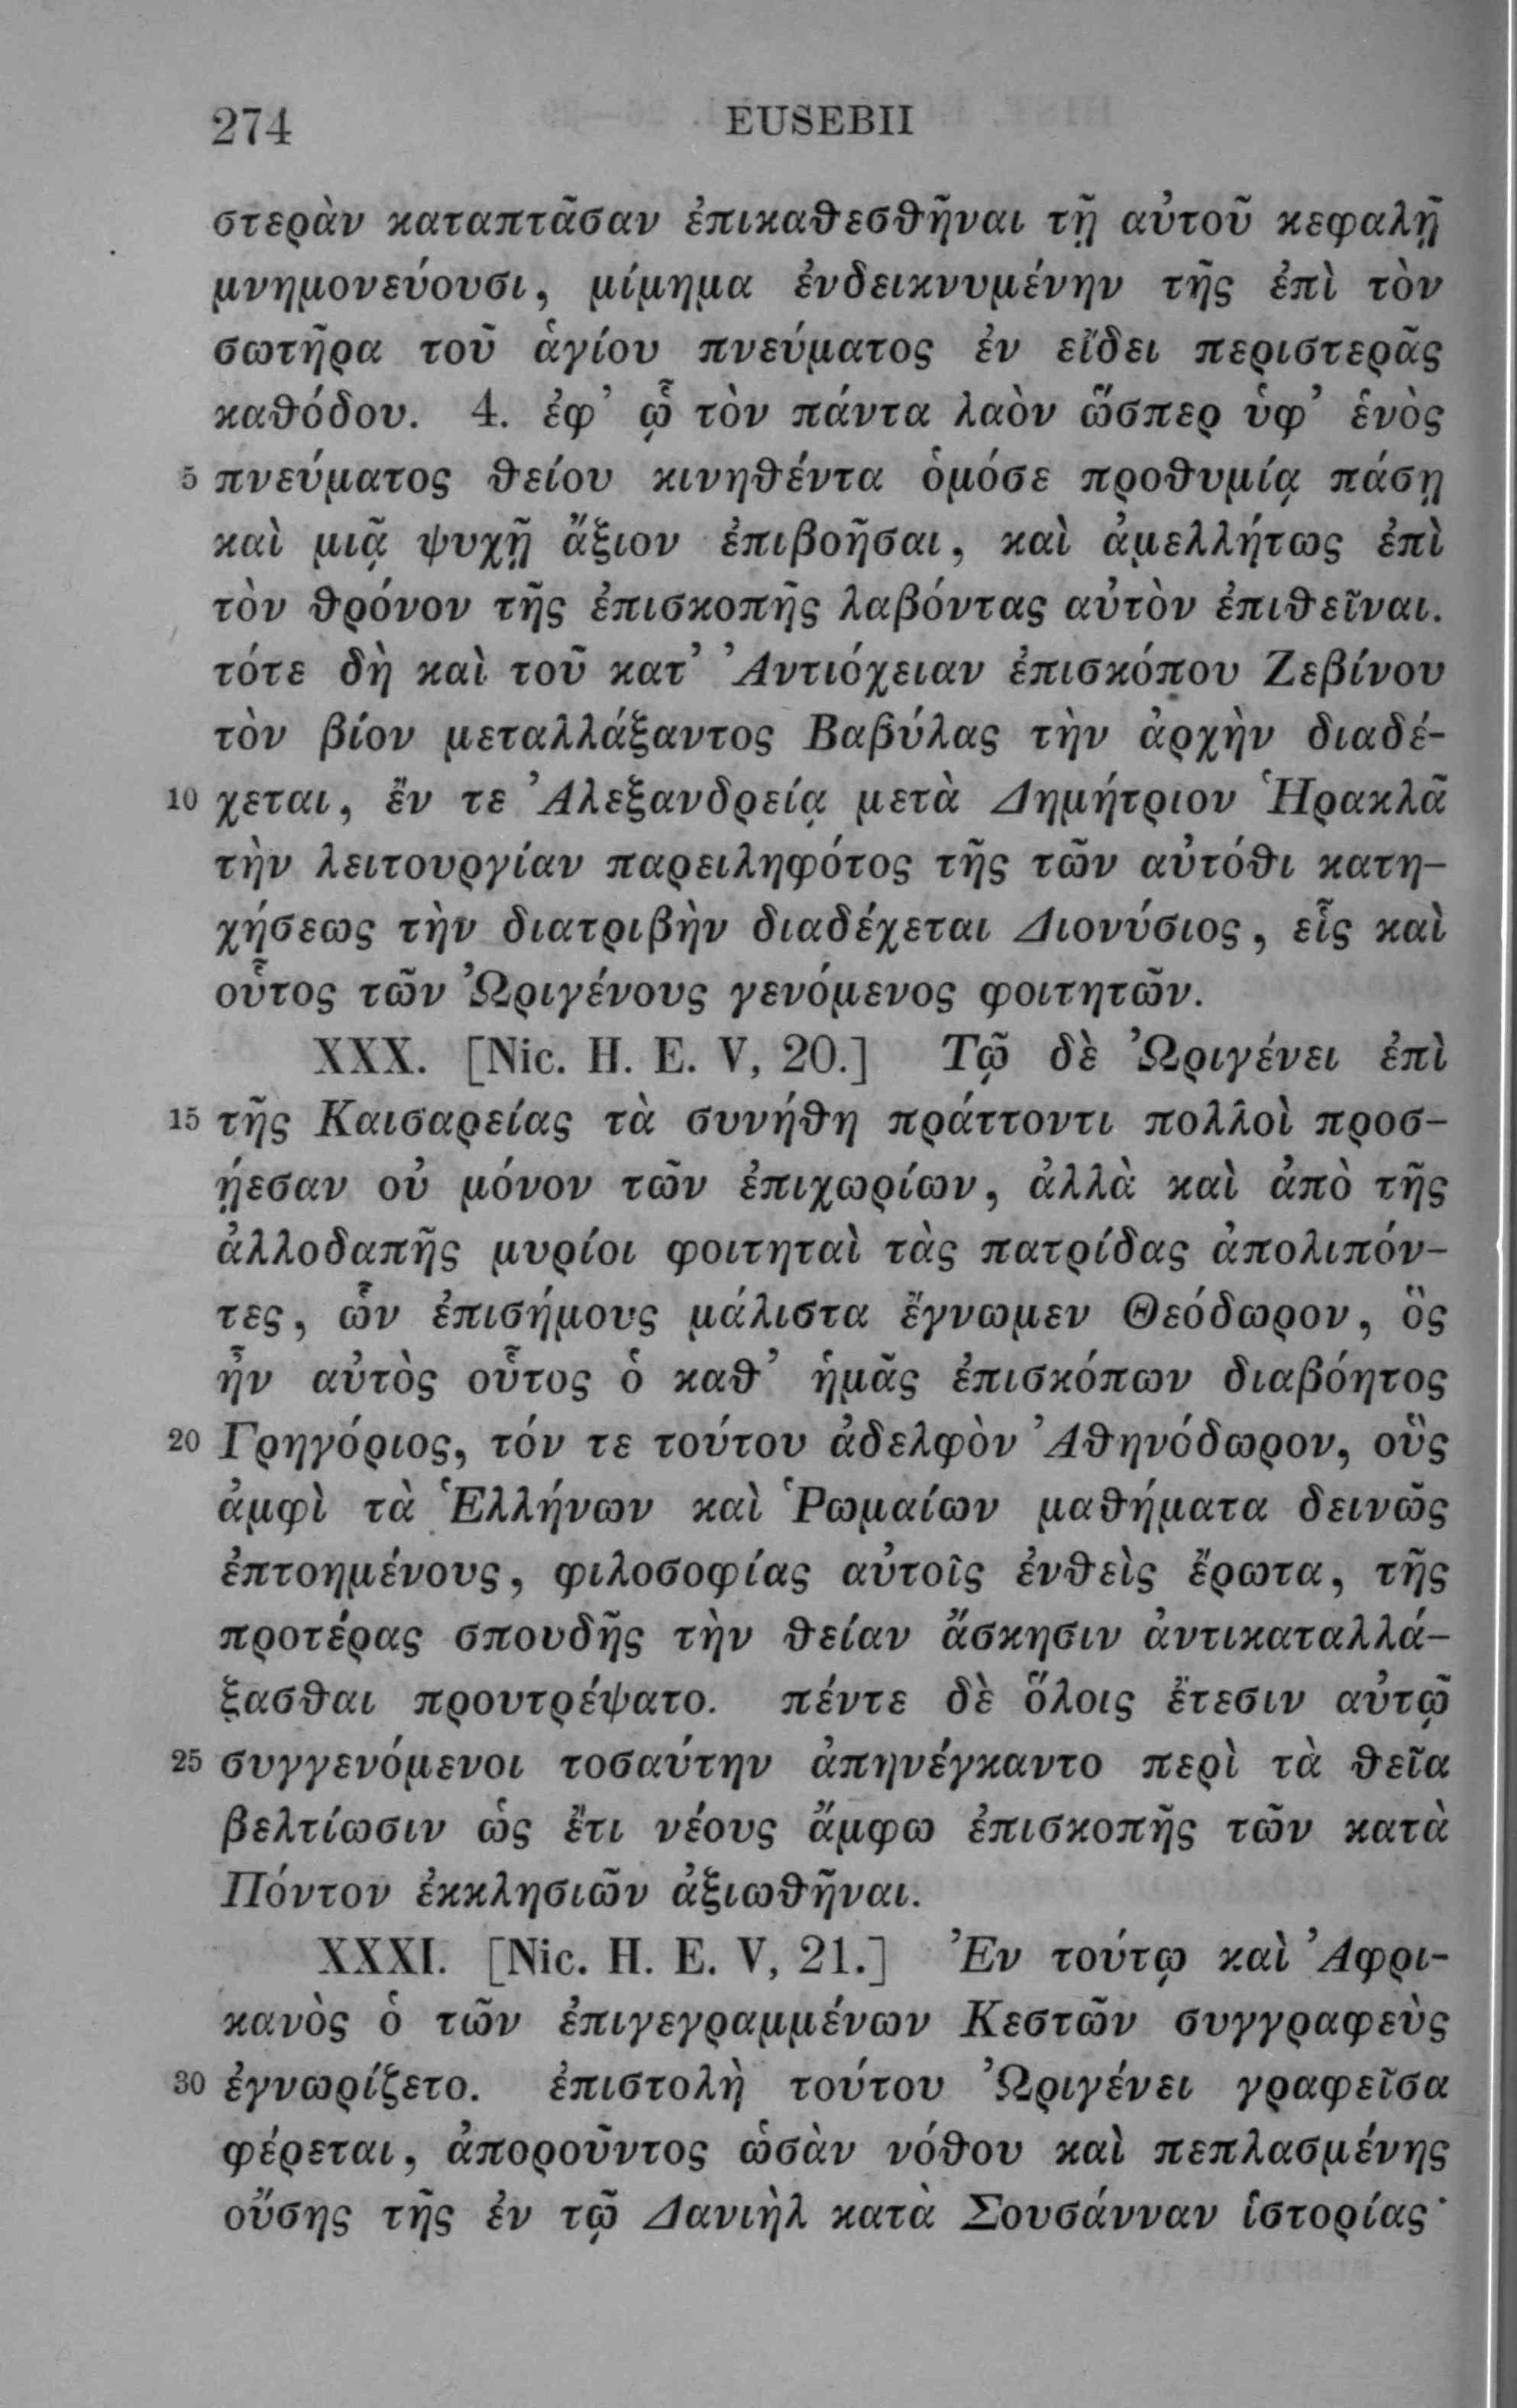 274 EUSEBII
στερὰν καταπτᾶσαν ἐπικαθεσθῆναι τῇ αὐτοῦ κεφαλῇ
μνημονεύουσι, μίμημα ἐνδεικνυμένην τῆς ἐπὶ τὸν
σωτῆρα τοῦ ἁγίου πνεύματος ἐν εἴδει περιστερᾶς
καθόδου. 4. ἐφ’ ᾧ τὸν πάντα λαὸν ὥσπερ ὑφ’ ἑνὸς
5 πνεύματος θείου κινηθέντα ὁμόσε προθυμίᾳ πάσῃ
καὶ μιᾷ ψυχῇ ἄξιον ἐπιβοῆσαι, καὶ ἀμελλήτως ἐπὶ
τὸν θρόνον τῆς ἐπισκοπῆς λαβόντας αὐτὸν ἐπιθεῖναι.
τότε δὴ καὶ τοῦ κατ’ Ἀντιόχειαν ἐπισκόπου Ζεβίνου
τὸν βίον μεταλλάξαντος Βαβύλας τὴν ἀρχὴν διαδέ-
10 χεται, ἔν τε Ἀλεξανδρείᾳ μετὰ Δημήτριον Ἡρακλᾶ
τὴν λειτουργίαν παρειληφότος τῆς τῶν αὐτόθι κατη-
χήσεως τὴν διατριβὴν διαδέχεται Διονύσιος, εἷς καὶ
οὗτος τῶν Ὠριγένους γενόμενος φοιτητῶν.
XXX. [Nic. H. E. V, 20.] Τῷ δὲ Ὠριγένει ἐπὶ
15 τῆς Καισαρείας τὰ συνήθη πράττοντι πολλοὶ προσ-
ῄεσαν οὐ μόνον τῶν ἐπιχωρίων, ἀλλὰ καὶ ἀπὸ τῆς
ἀλλοδαπῆς μυρίοι φοιτηταὶ τὰς πατρίδας ἀπολιπόν-
τες, ὧν ἐπισήμους μάλιστα ἔγνωμεν Θεόδωρον, ὃς
ἦν αὐτὸς οὗτος ὁ καθ’ ἡμᾶς ἐπισκόπων διαβόητος
20 Γρηγόριος, τόν τε τούτου ἀδελφὸν Ἀθηνόδωρον, οὓς
ἀμφὶ τὰ Ἑλλήνων καὶ Ῥωμαίων μαθήματα δεινῶς
ἐπτοημένους, φιλοσοφίας αὐτοῖς ἐνθεὶς ἔρωτα, τῆς
προτέρας σπουδῆς τὴν θείαν ἄσκησιν ἀντικαταλλά-
ξασθαι προυτρέψατο. πέντε δὲ ὅλοις ἔτεσιν αὐτῷ
25 συγγενόμενοι τοσαύτην ἀπηνέγκαντο περὶ τὰ θεῖα
βελτίωσιν ὡς ἔτι νέους ἄμφω ἐπισκοπῆς τῶν κατὰ
Πόντον ἐκκλησιῶν ἀξιωθῆναι.
XXXI. [Nic. H. E. V, 21.] Ἐν τούτῳ καὶ Ἀφρι-
κανὸς ὁ τῶν ἐπιγεγραμμένων Κεστῶν συγγραφεὺς
30 ἐγνωρίζετο. ἐπιστολὴ τούτου Ὠριγένει γραφεῖσα
φέρεται, ἀποροῦντος ὡσὰν νόθου καὶ πεπλασμένης
οὔσης τῆς ἐν τῷ Δανιὴλ κατὰ Σουσάνναν ἱστορίας·